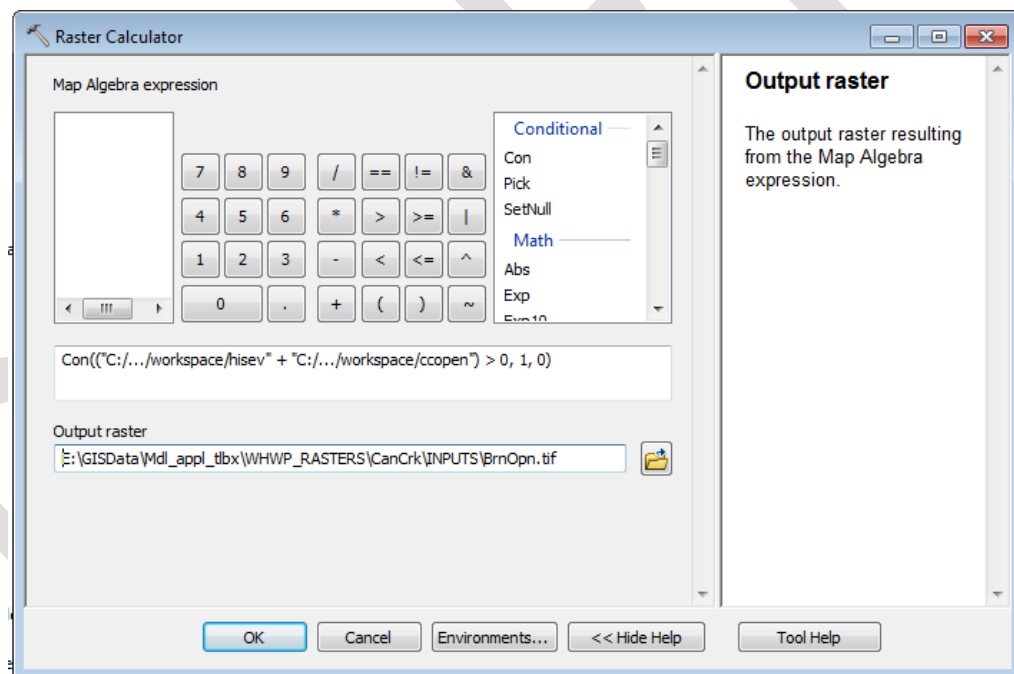 Raster Calculator
Map Algebra expression
Conditional
Con
Pick
SetNull
Math
Abs
Exp
7 8 9 / == != &
4 5 6 * > >= |
1 2 3 - < <= ^
0 . + ( ) ~
Con(("C:/.../workspace/hisev" + "C:/.../workspace/ccopen") > 0, 1, 0)
Output raster
E:\GISData\Mdl_appl_tlbx\WHWP_RASTERS\CanCrk\INPUTS\BrnOpn.tif
OK Cancel Environments... << Hide Help Tool Help
Output raster
The output raster resulting
from the Map Algebra
expression.